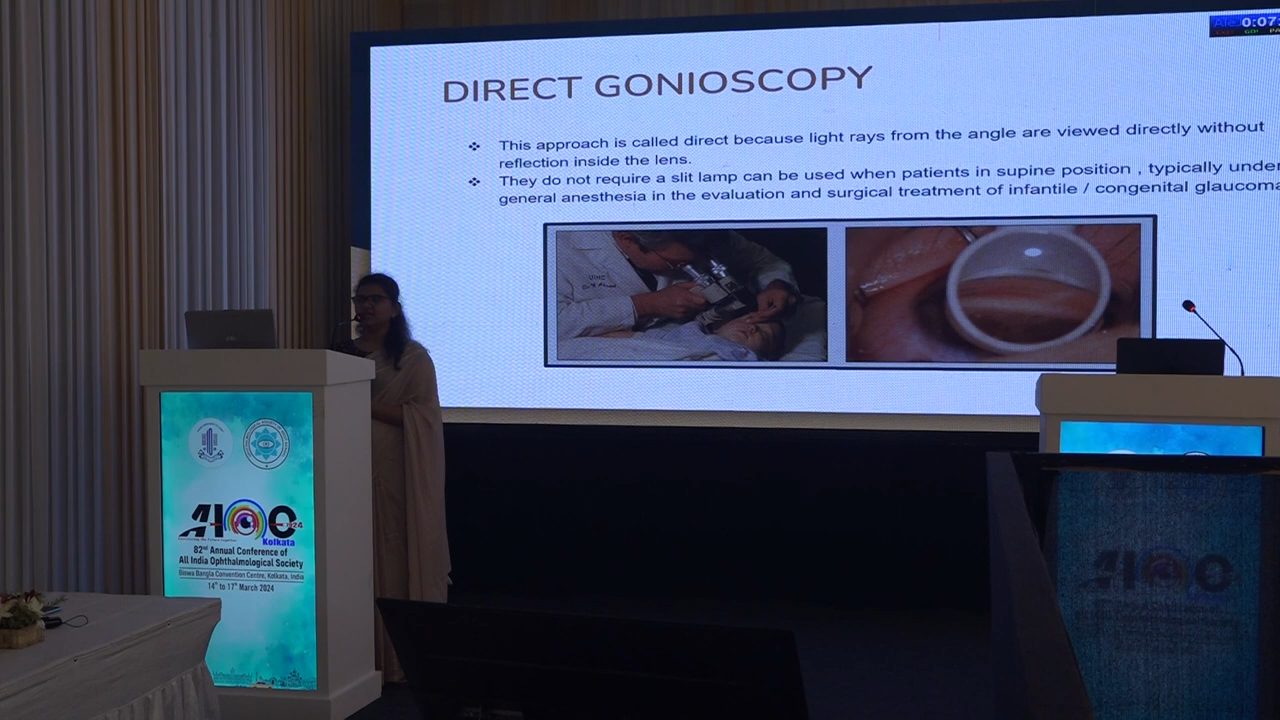 0:07
DIRECT GONIOSCOPY
This approach is called direct because light rays from the angle are viewed directly without
reflection inside the lens.
They do not require a slit lamp can be used when patients in supine position , typically under
general anesthesia in the evaluation and surgical treatment of infantile / congenital glaucoma
UIHC
AIOC
2024
Kolkata
82nd Annual Conference of
All India Ophthalmological Society
Biswa Bangla Convention Centre, Kolkata, India
14th to 17th March 2024
AIOC